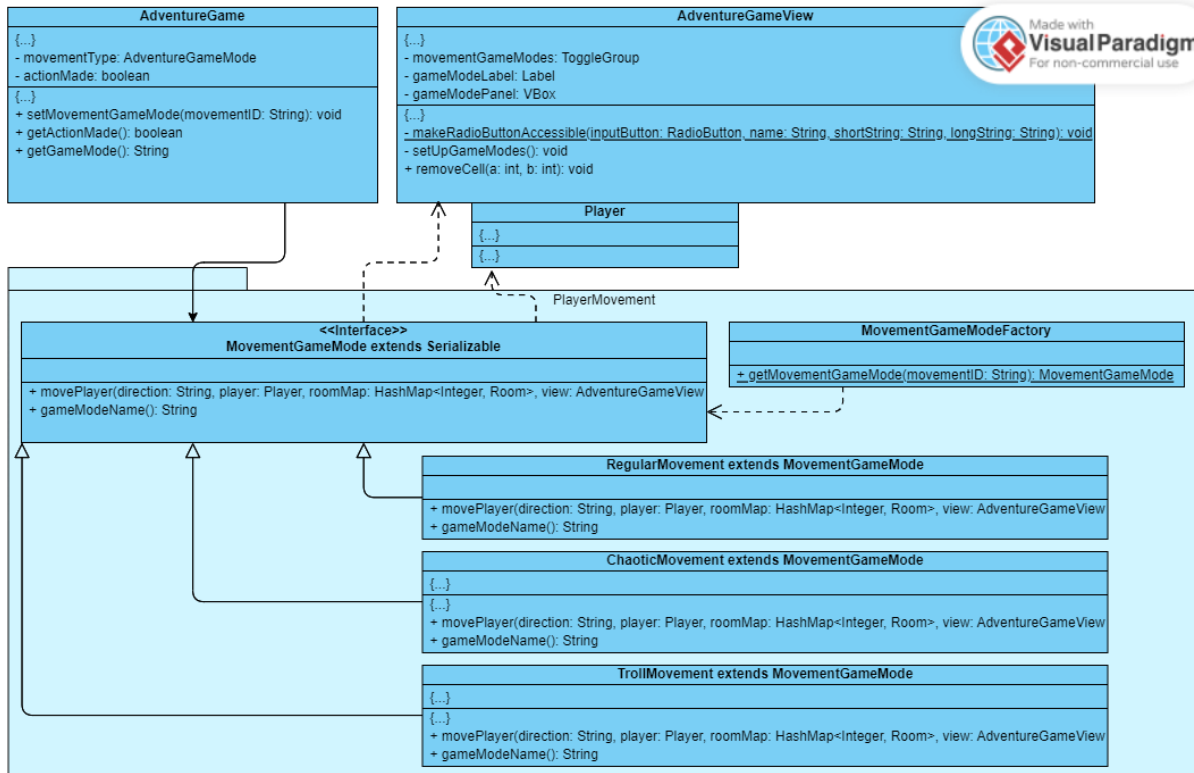 AdventureGame
{...}
- movementType: AdventureGameMode
- actionMade: boolean
{...}
+ setMovementGameMode(movementID: String): void
+ getActionMade(): boolean
+ getGameMode(): String
AdventureGameView
{...}
- movementGameModes: ToggleGroup
- gameModeLabel: Label
- gameModePanel: VBox
{...}
- makeRadioButtonAccessible(inputButton: RadioButton, name: String, shortString: String, longString: String): void
- setUpGameModes(): void
+ removeCell(a: int, b: int): void
Made with
Visual Paradigm
For non-commercial use
Player
{...}
{...}
PlayerMovement
<<Interface>>
MovementGameMode extends Serializable
+ movePlayer(direction: String, player: Player, roomMap: HashMap<Integer, Room>, view: AdventureGameView
+ gameModeName(): String
MovementGameModeFactory
+ getMovementGameMode(movementID: String): MovementGameMode
RegularMovement extends MovementGameMode
+ movePlayer(direction: String, player: Player, roomMap: HashMap<Integer, Room>, view: AdventureGameView
+ gameModeName(): String
ChaoticMovement extends MovementGameMode
{...}
{...}
+ movePlayer(direction: String, player: Player, roomMap: HashMap<Integer, Room>, view: AdventureGameView
+ gameModeName(): String
TrollMovement extends MovementGameMode
{...}
{...}
+ movePlayer(direction: String, player: Player, roomMap: HashMap<Integer, Room>, view: AdventureGameView
+ gameModeName(): String